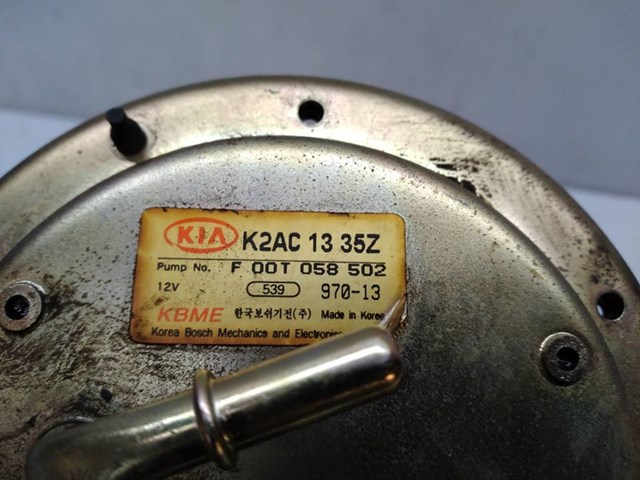 KIA K2AC 13 35Z
Pump No. F 00T 058 502
12V 539 970-13
KBME 한국보쉬기전(주) Made in Korea
Korea Bosch Mechanics and Electronics